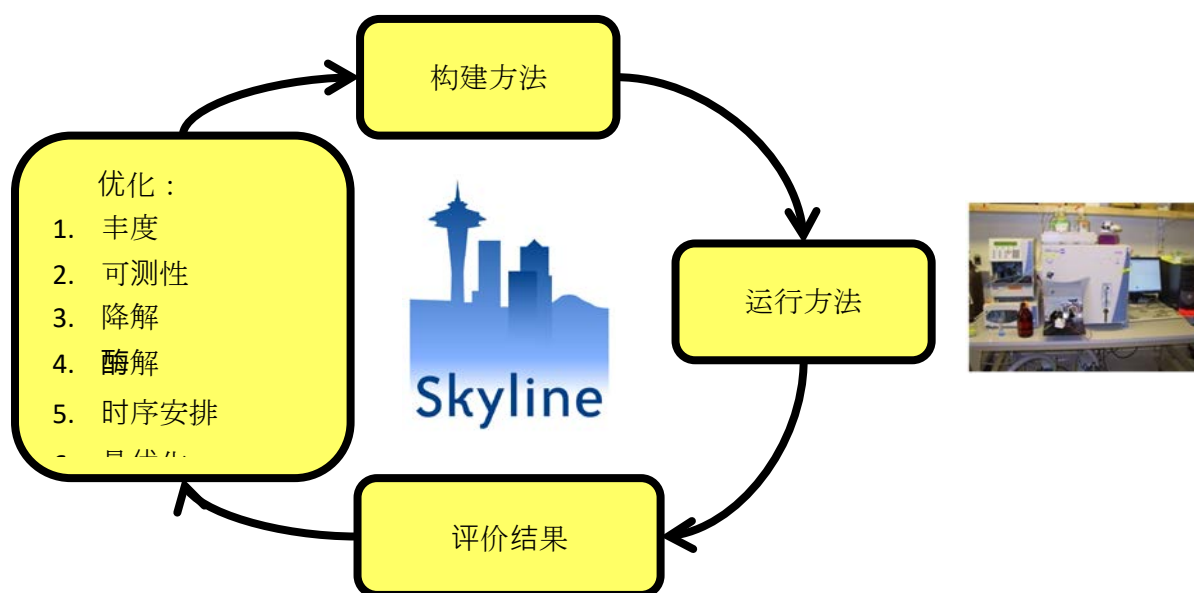 构建方法
优化：
1. 丰度
2. 可测性
3. 降解
4. 酶解
5. 时序安排
运行方法
Skyline
评价结果